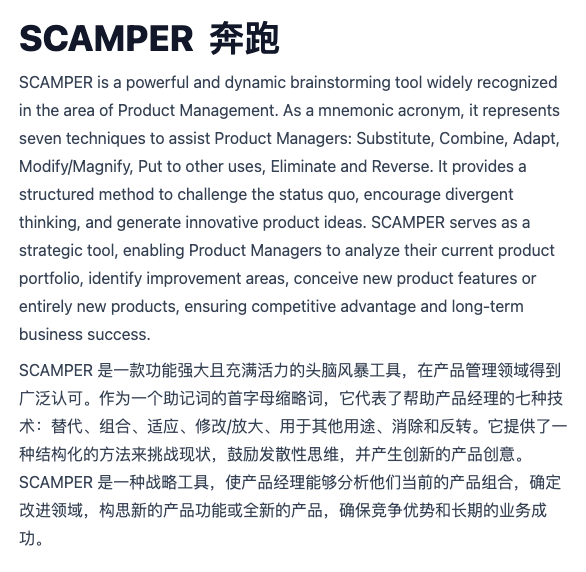 SCAMPER 奔跑
SCAMPER is a powerful and dynamic brainstorming tool widely recognized
in the area of Product Management. As a mnemonic acronym, it represents
seven techniques to assist Product Managers: Substitute, Combine, Adapt,
Modify/Magnify, Put to other uses, Eliminate and Reverse. It provides a
structured method to challenge the status quo, encourage divergent
thinking, and generate innovative product ideas. SCAMPER serves as a
strategic tool, enabling Product Managers to analyze their current product
portfolio, identify improvement areas, conceive new product features or
entirely new products, ensuring competitive advantage and long-term
business success.
SCAMPER 是一款功能强大且充满活力的头脑风暴工具，在产品管理领域得到
广泛认可。作为一个助记词的首字母缩略词，它代表了帮助产品经理的七种技
术：替代、组合、适应、修改/放大、用于其他用途、消除和反转。它提供了一
种结构化的方法来挑战现状，鼓励发散性思维，并产生创新的产品创意。
SCAMPER 是一种战略工具，使产品经理能够分析他们当前的产品组合，确定
改进领域，构思新的产品功能或全新的产品，确保竞争优势和长期的业务成
功。